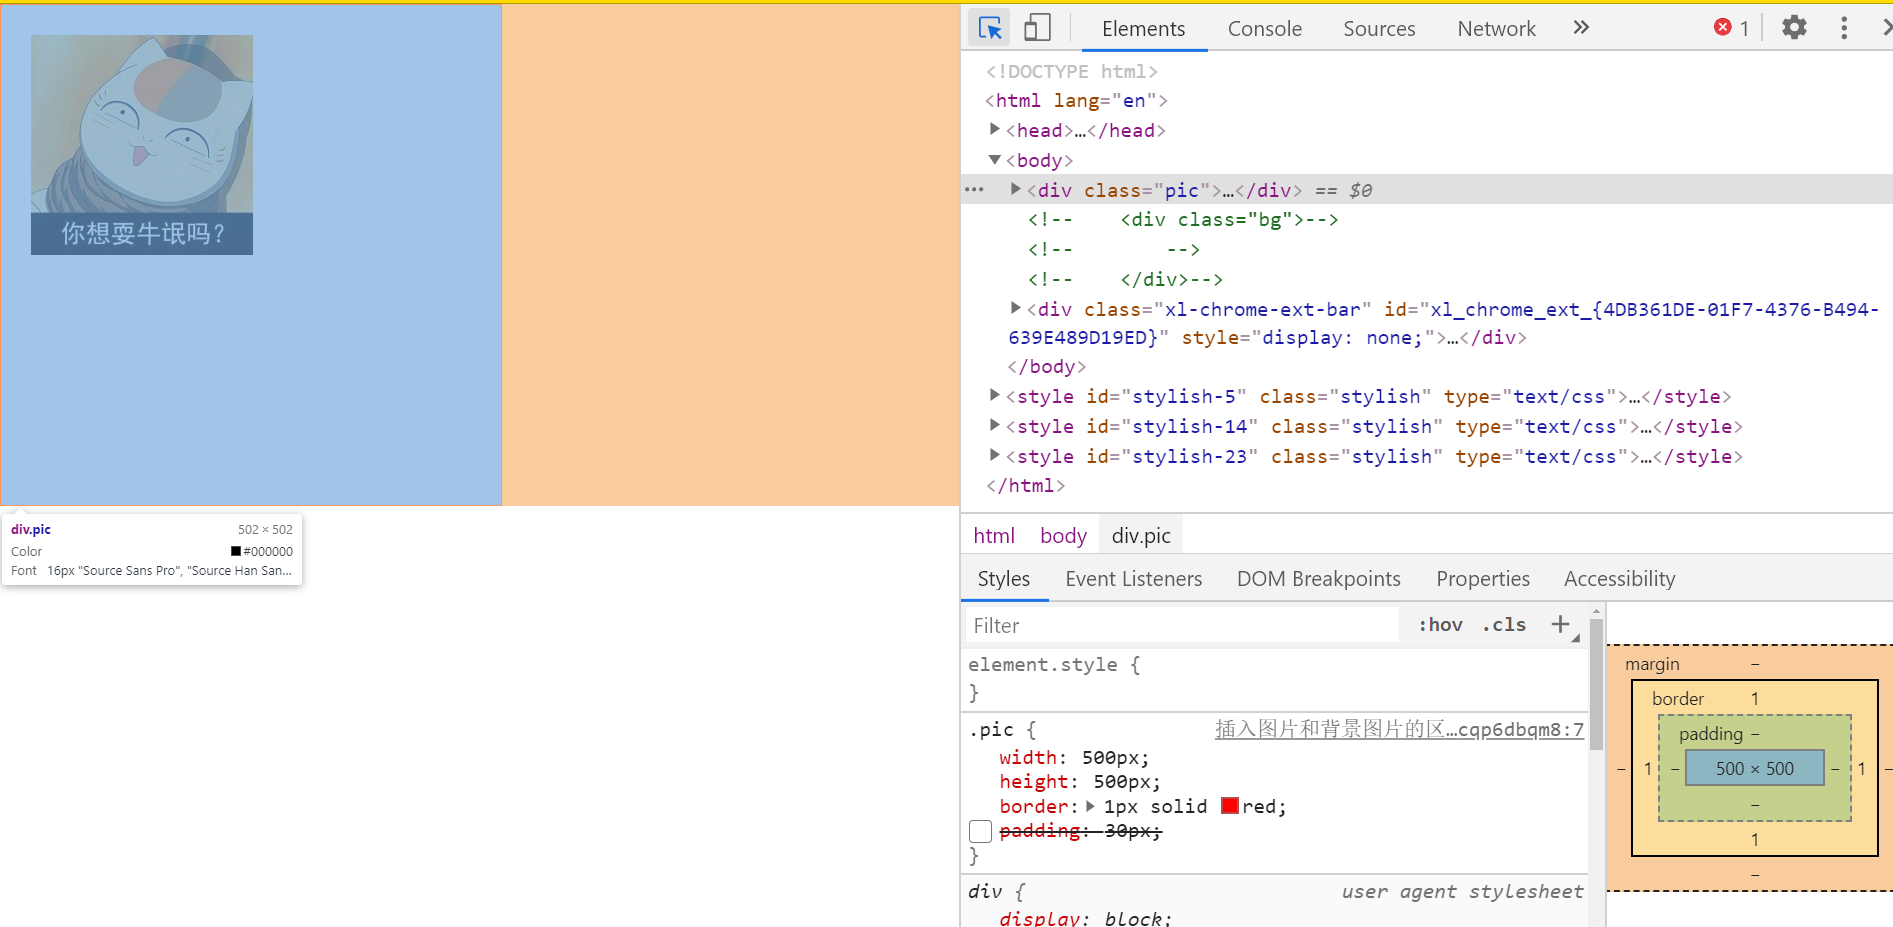 你想耍牛氓吗?
div.pic 502 × 502
Color #000000
Font 16px "Source Sans Pro", "Source Han San...
Elements Console Sources Network » 1
<!DOCTYPE html>
<html lang="en">
<head>…</head>
<body>
… <div class="pic">…</div> == $0
<!--    <div class="bg">-->
<!--        -->
<!--    </div>-->
<div class="xl-chrome-ext-bar" id="xl_chrome_ext_{4DB361DE-01F7-4376-B494-
639E489D19ED}" style="display: none;">…</div>
</body>
<style id="stylish-5" class="stylish" type="text/css">…</style>
<style id="stylish-14" class="stylish" type="text/css">…</style>
<style id="stylish-23" class="stylish" type="text/css">…</style>
</html>
html body div.pic
Styles Event Listeners DOM Breakpoints Properties Accessibility
Filter :hov .cls +
element.style {
}
.pic { 插入图片和背景图片的区…cqp6dbqm8:7
width: 500px;
height: 500px;
border: 1px solid red;
padding: 30px;
}
div { user agent stylesheet
display: block;
margin –
border 1
padding –
– 1 – 500 × 500 – 1 –
–
1
–